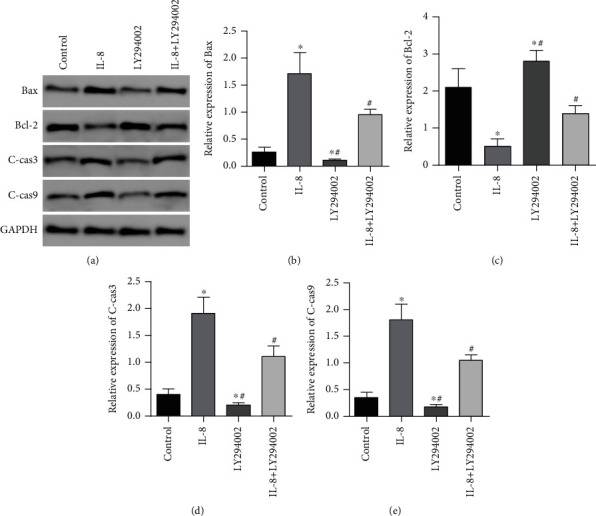 Control
IL-8
LY294002
IL-8+LY294002
Bax
Bcl-2
C-cas3
C-cas9
GAPDH
(a)
Relative expression of Bax
2.5
2.0
1.5
1.0
0.5
0.0
*
*#
#
Control
IL-8
LY294002
IL-8+LY294002
(b)
Relative expression of Bcl-2
4
3
2
1
0
*
*#
#
Control
IL-8
LY294002
IL-8+LY294002
(c)
Relative expression of C-cas3
2.5
2.0
1.5
1.0
0.5
0.0
*
*#
#
Control
IL-8
LY294002
IL-8+LY294002
(d)
Relative expression of C-cas9
2.5
2.0
1.5
1.0
0.5
0.0
*
*#
#
Control
IL-8
LY294002
IL-8+LY294002
(e)